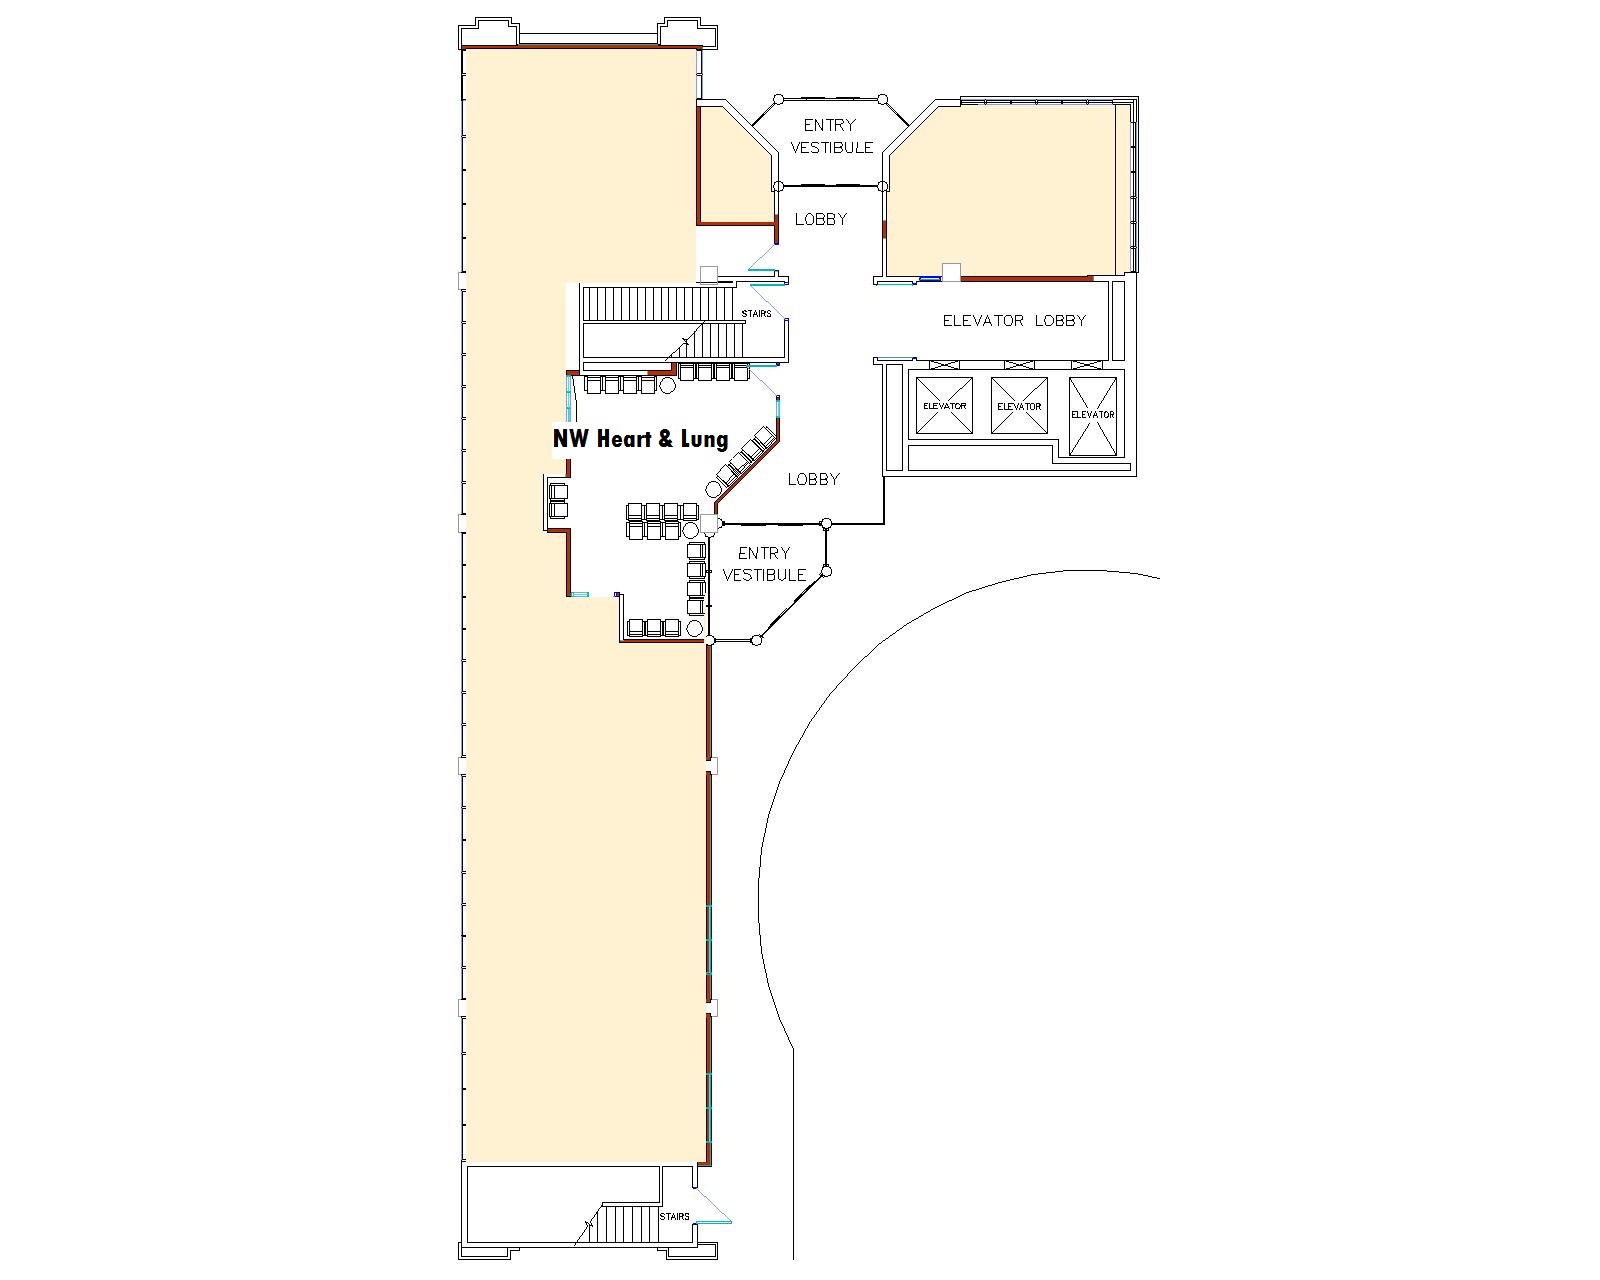 ENTRY
VESTIBULE
LOBBY
STAIRS
ELEVATOR LOBBY
ELEVATOR
ELEVATOR
ELEVATOR
NW Heart & Lung
LOBBY
ENTRY
VESTIBULE
STAIRS